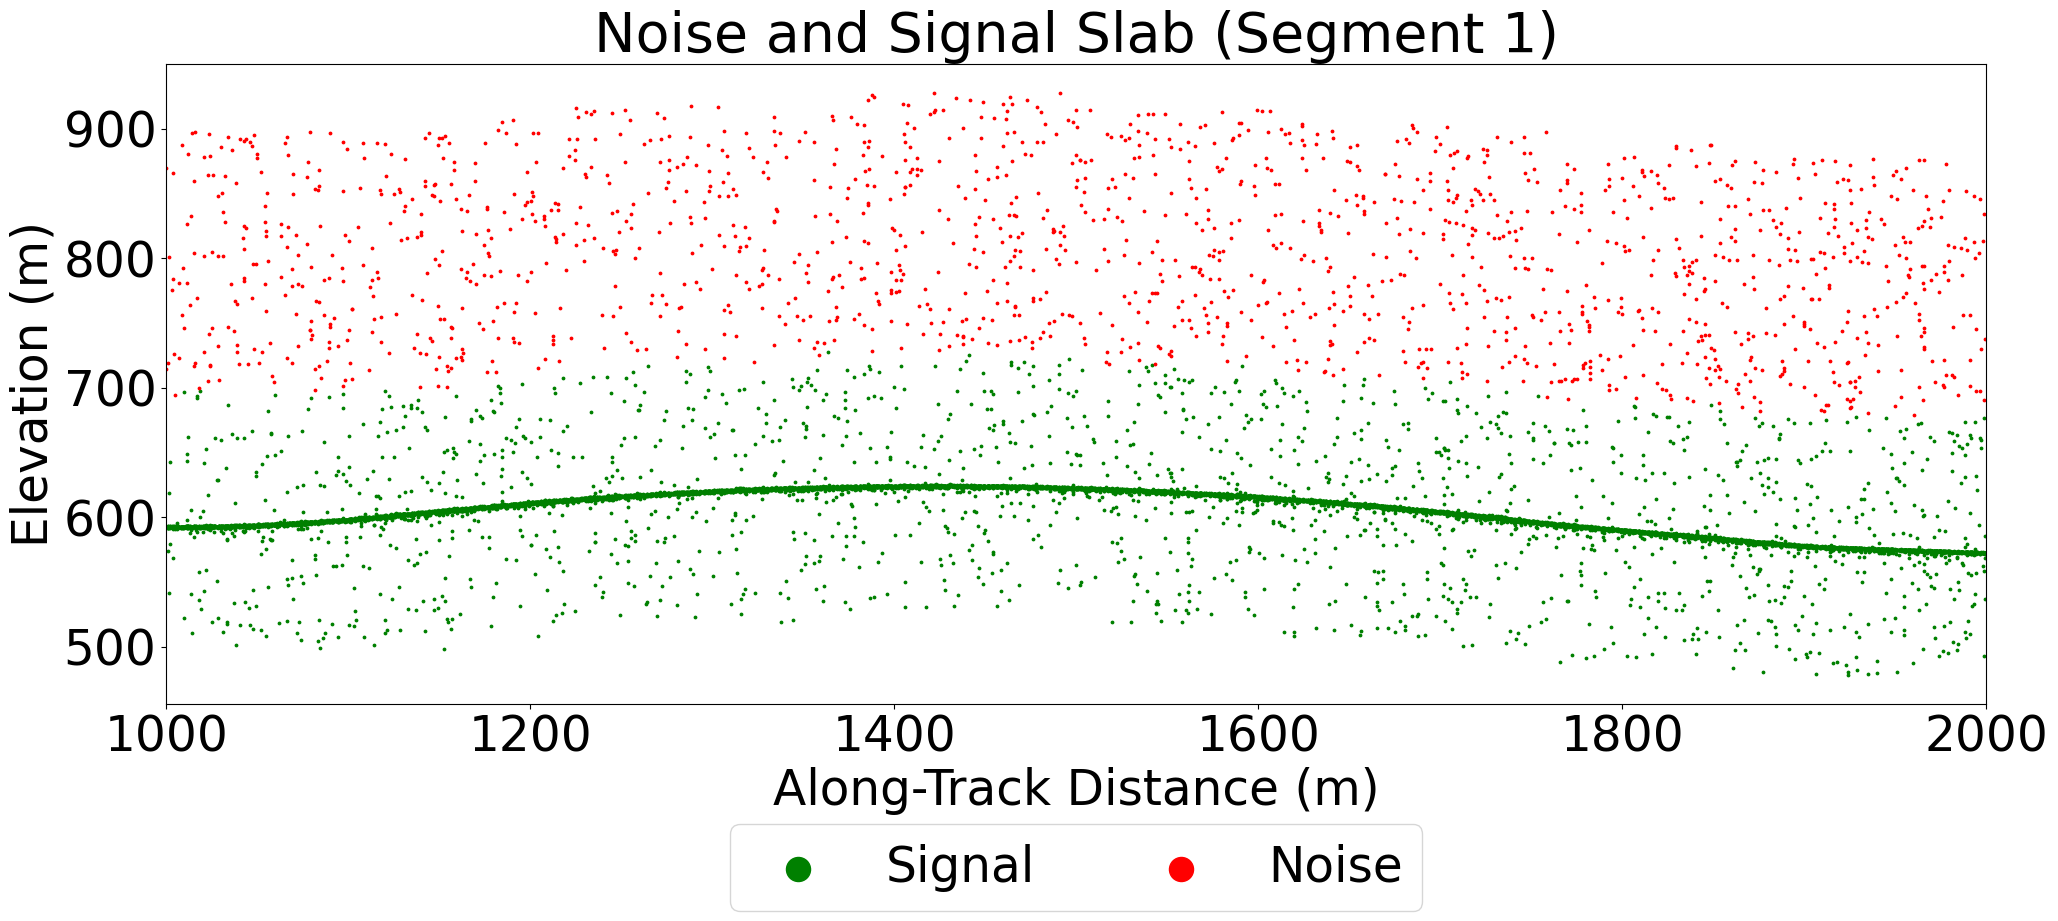 Noise and Signal Slab (Segment 1)
Elevation (m)
900
800
700
600
500
1000 1200 1400 1600 1800 2000
Along-Track Distance (m)
Signal Noise